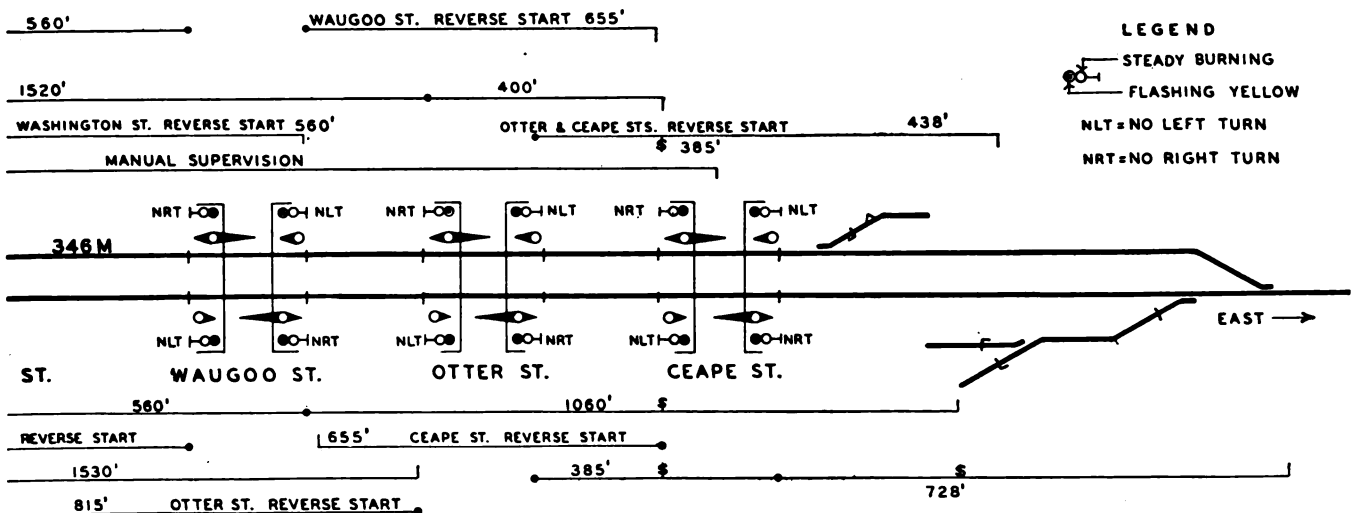 560'
WAUGOO ST. REVERSE START 655'
LEGEND
STEADY BURNING
FLASHING YELLOW
NLT=NO LEFT TURN
NRT=NO RIGHT TURN
1520'
400'
WASHINGTON ST. REVERSE START 560'
OTTER & CEAPE STS. REVERSE START
438'
$ 385'
MANUAL SUPERVISION
NRT
NLT
NRT
NLT
NRT
NLT
346M
NLT
NRT
NLT
NRT
NLT
NRT
EAST
ST.
WAUGOO ST.
OTTER ST.
CEAPE ST.
560'
1060'
$
REVERSE START
655'
CEAPE ST. REVERSE START
1530'
385'
$
$
728'
815'
OTTER ST. REVERSE START